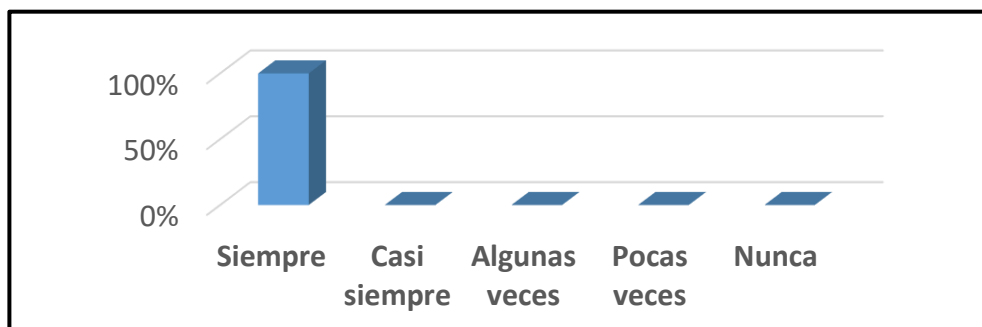 100%
50%
0%
Siempre
Casi
siempre
Algunas
veces
Pocas
veces
Nunca